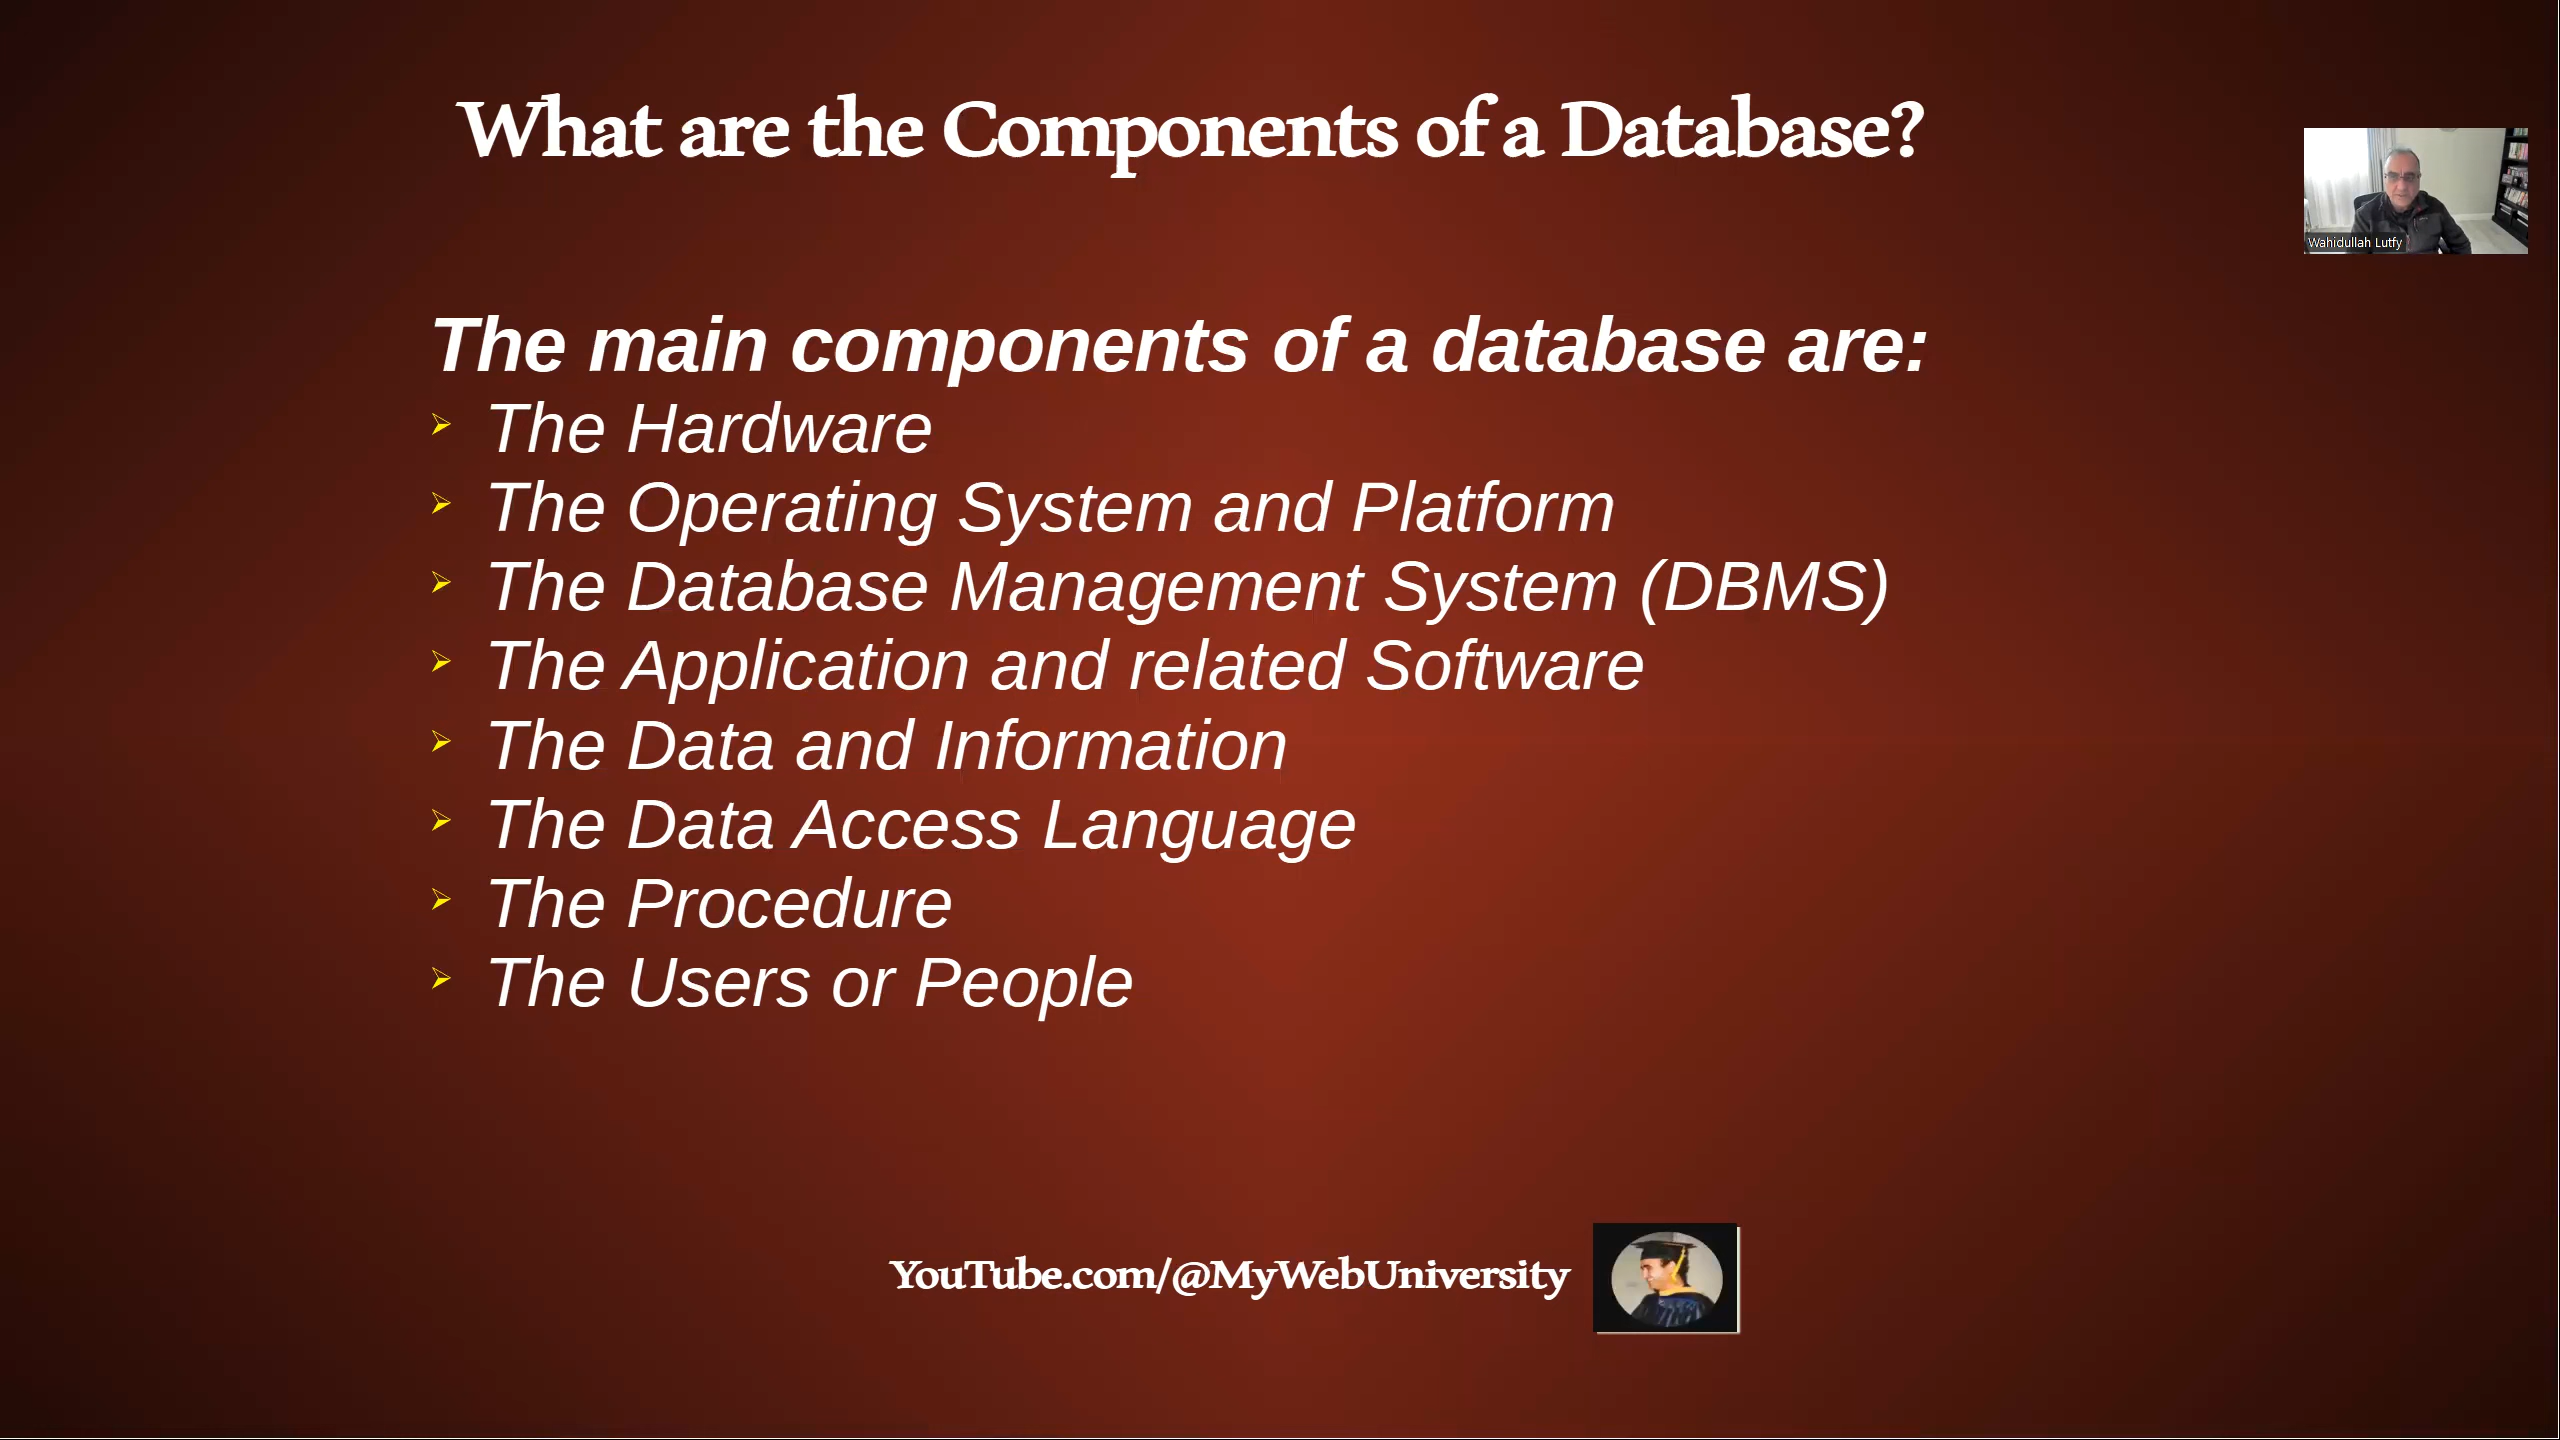 What are the Components of a Database?
Wahidullah Lutfy
The main components of a database are:
The Hardware
The Operating System and Platform
The Database Management System (DBMS)
The Application and related Software
The Data and Information
The Data Access Language
The Procedure
The Users or People
YouTube.com/@MyWebUniversity